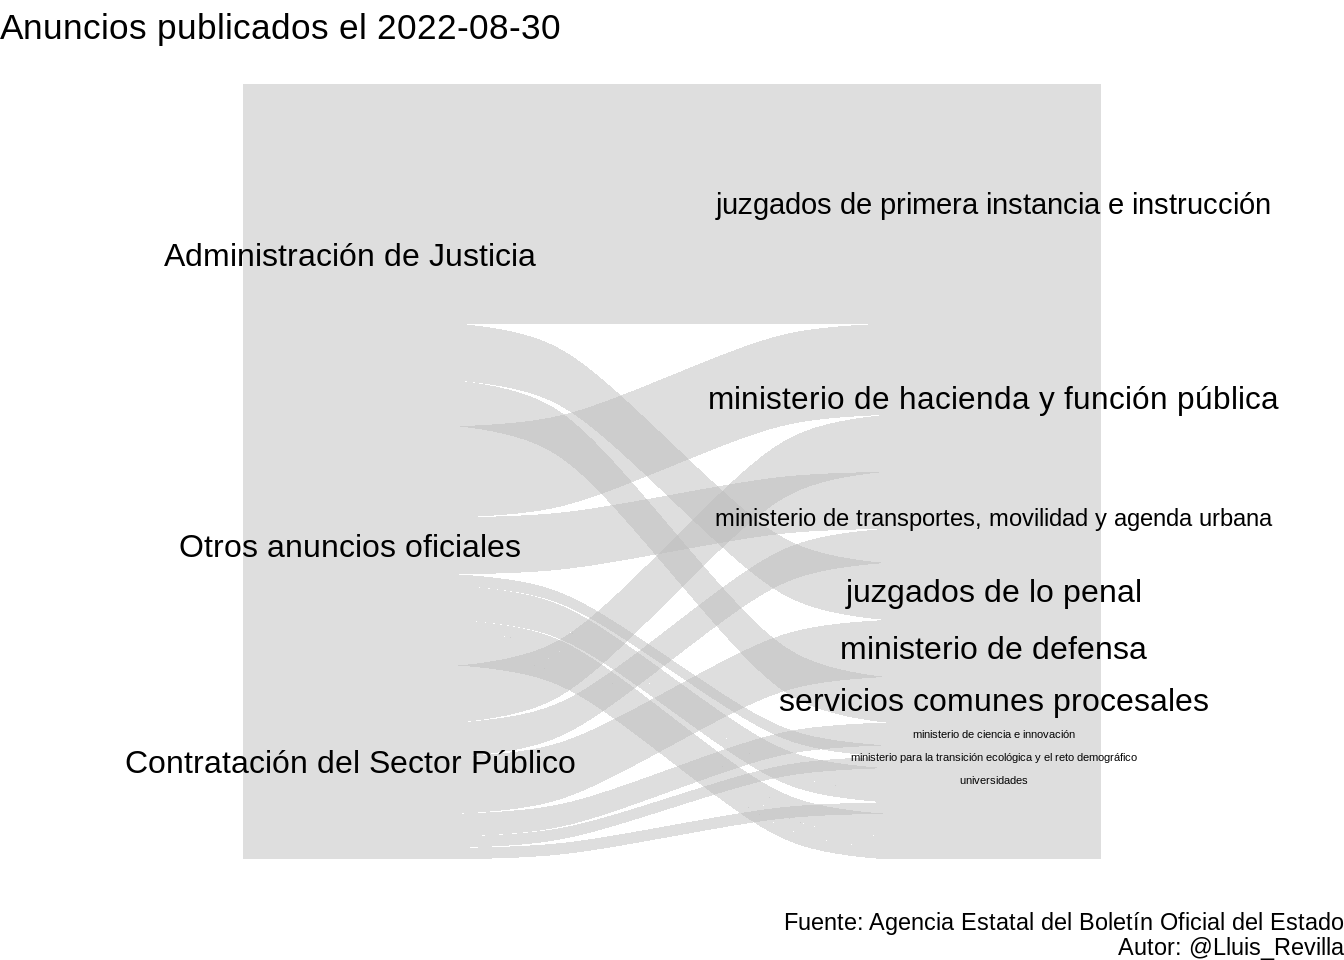 Anuncios publicados el 2022-08-30
juzgados de primera instancia e instrucción
Administración de Justicia
ministerio de hacienda y función pública
ministerio de transportes, movilidad y agenda urbana
Otros anuncios oficiales
juzgados de lo penal
ministerio de defensa
servicios comunes procesales
ministerio de ciencia e innovación
ministerio para la transición ecológica y el reto demográfico
Contratación del Sector Público
universidades
Fuente: Agencia Estatal del Boletín Oficial del Estado
Autor: @Lluis_Revilla